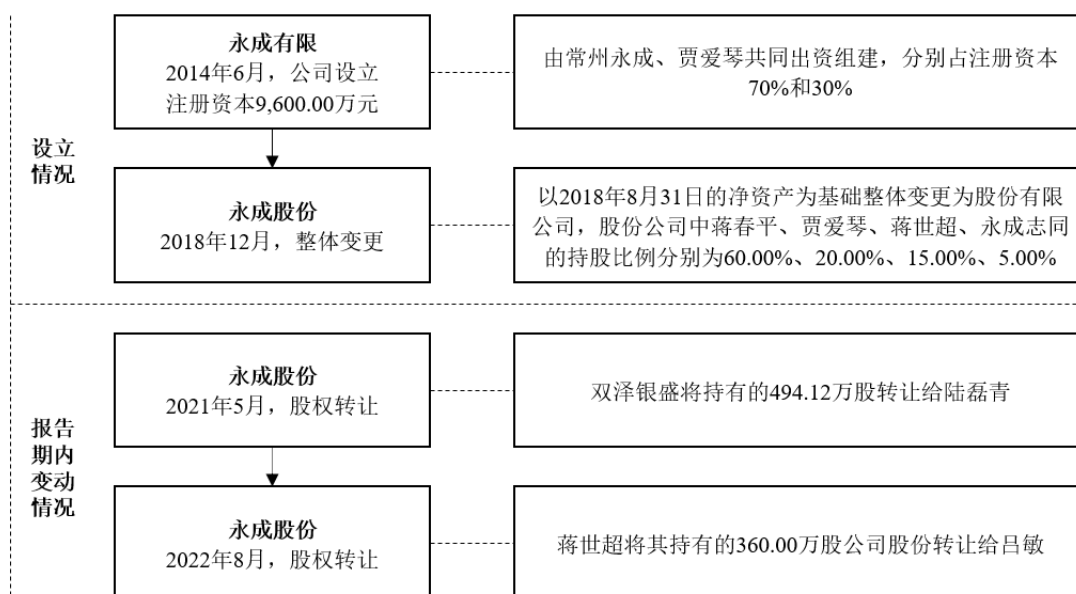 永成有限
2014年6月，公司设立
注册资本9,600.00万元
由常州永成、贾爱琴共同出资组建，分别占注册资本
70%和30%
设立
情况
永成股份
2018年12月，整体变更
以2018年8月31日的净资产为基础整体变更为股份有限
公司，股份公司中蒋春平、贾爱琴、蒋世超、永成志同
的持股比例分别为60.00%、20.00%、15.00%、5.00%
报告
期内
变动
情况
永成股份
2021年5月，股权转让
双泽银盛将持有的494.12万股转让给陆磊青
永成股份
2022年8月，股权转让
蒋世超将其持有的360.00万股公司股份转让给吕敏